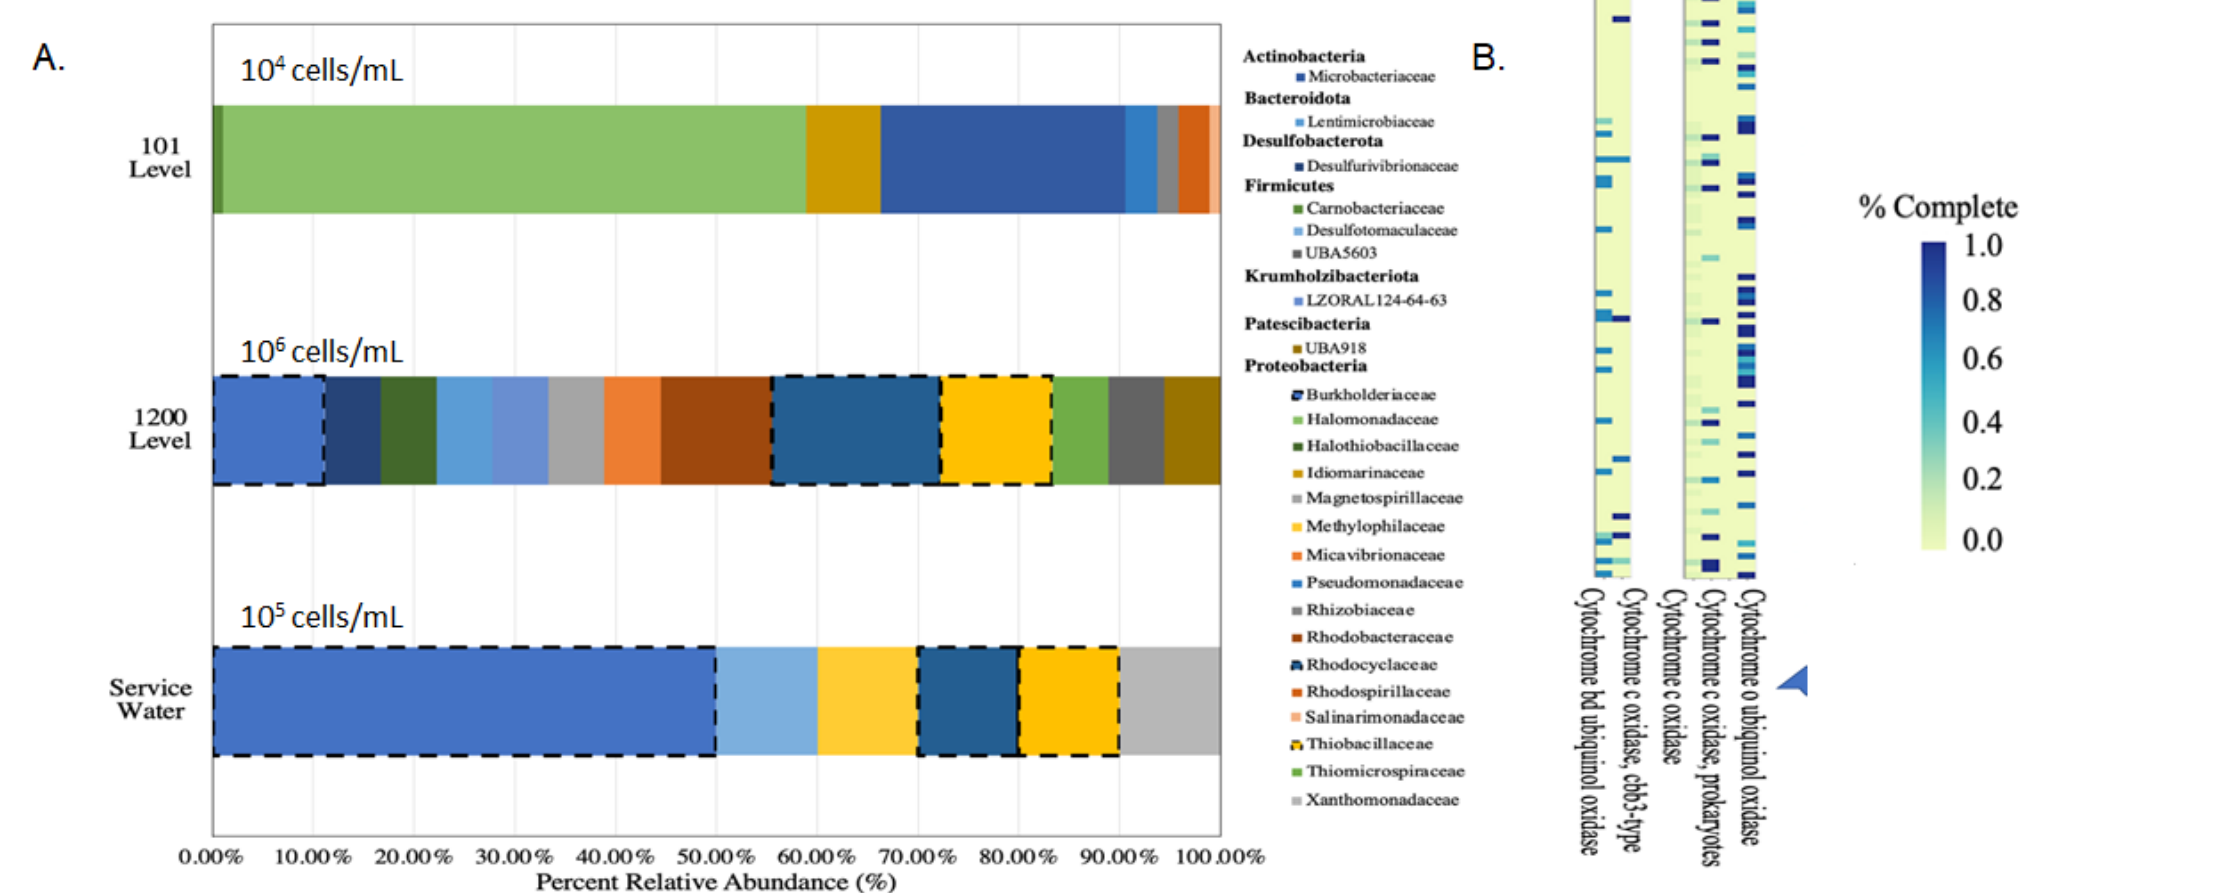 A.
10⁴ cells/mL
101
Level
10⁶ cells/mL
1200
Level
10⁵ cells/mL
Service
Water
0.00% 10.00% 20.00% 30.00% 40.00% 50.00% 60.00% 70.00% 80.00% 90.00% 100.00%
Percent Relative Abundance (%)
Actinobacteria
Microbacteriaceae
Bacteroidota
Lentimicrobiaceae
Desulfobacterota
Desulfurivibrionaceae
Firmicutes
Carnobacteriaceae
Desulfotomaculaceae
UBA5603
Krumholzibacteriota
LZORAL124-64-63
Patescibacteria
UBA918
Proteobacteria
Burkholderiaceae
Halomonadaceae
Halothiobacillaceae
Idiomarinaceae
Magnetospirillaceae
Methylophilaceae
Micavibrionaceae
Pseudomonadaceae
Rhizobiaceae
Rhodobacteraceae
Rhodocyclaceae
Rhodospirillaceae
Salinarimonadaceae
Thiobacillaceae
Thiomicrospiraceae
Xanthomonadaceae
B.
Cytochrome bd ubiquinol oxidase
Cytochrome c oxidase, cbb3-type
Cytochrome c oxidase
Cytochrome c oxidase, prokaryotes
Cytochrome o ubiquinol oxidase
% Complete
1.0
0.8
0.6
0.4
0.2
0.0